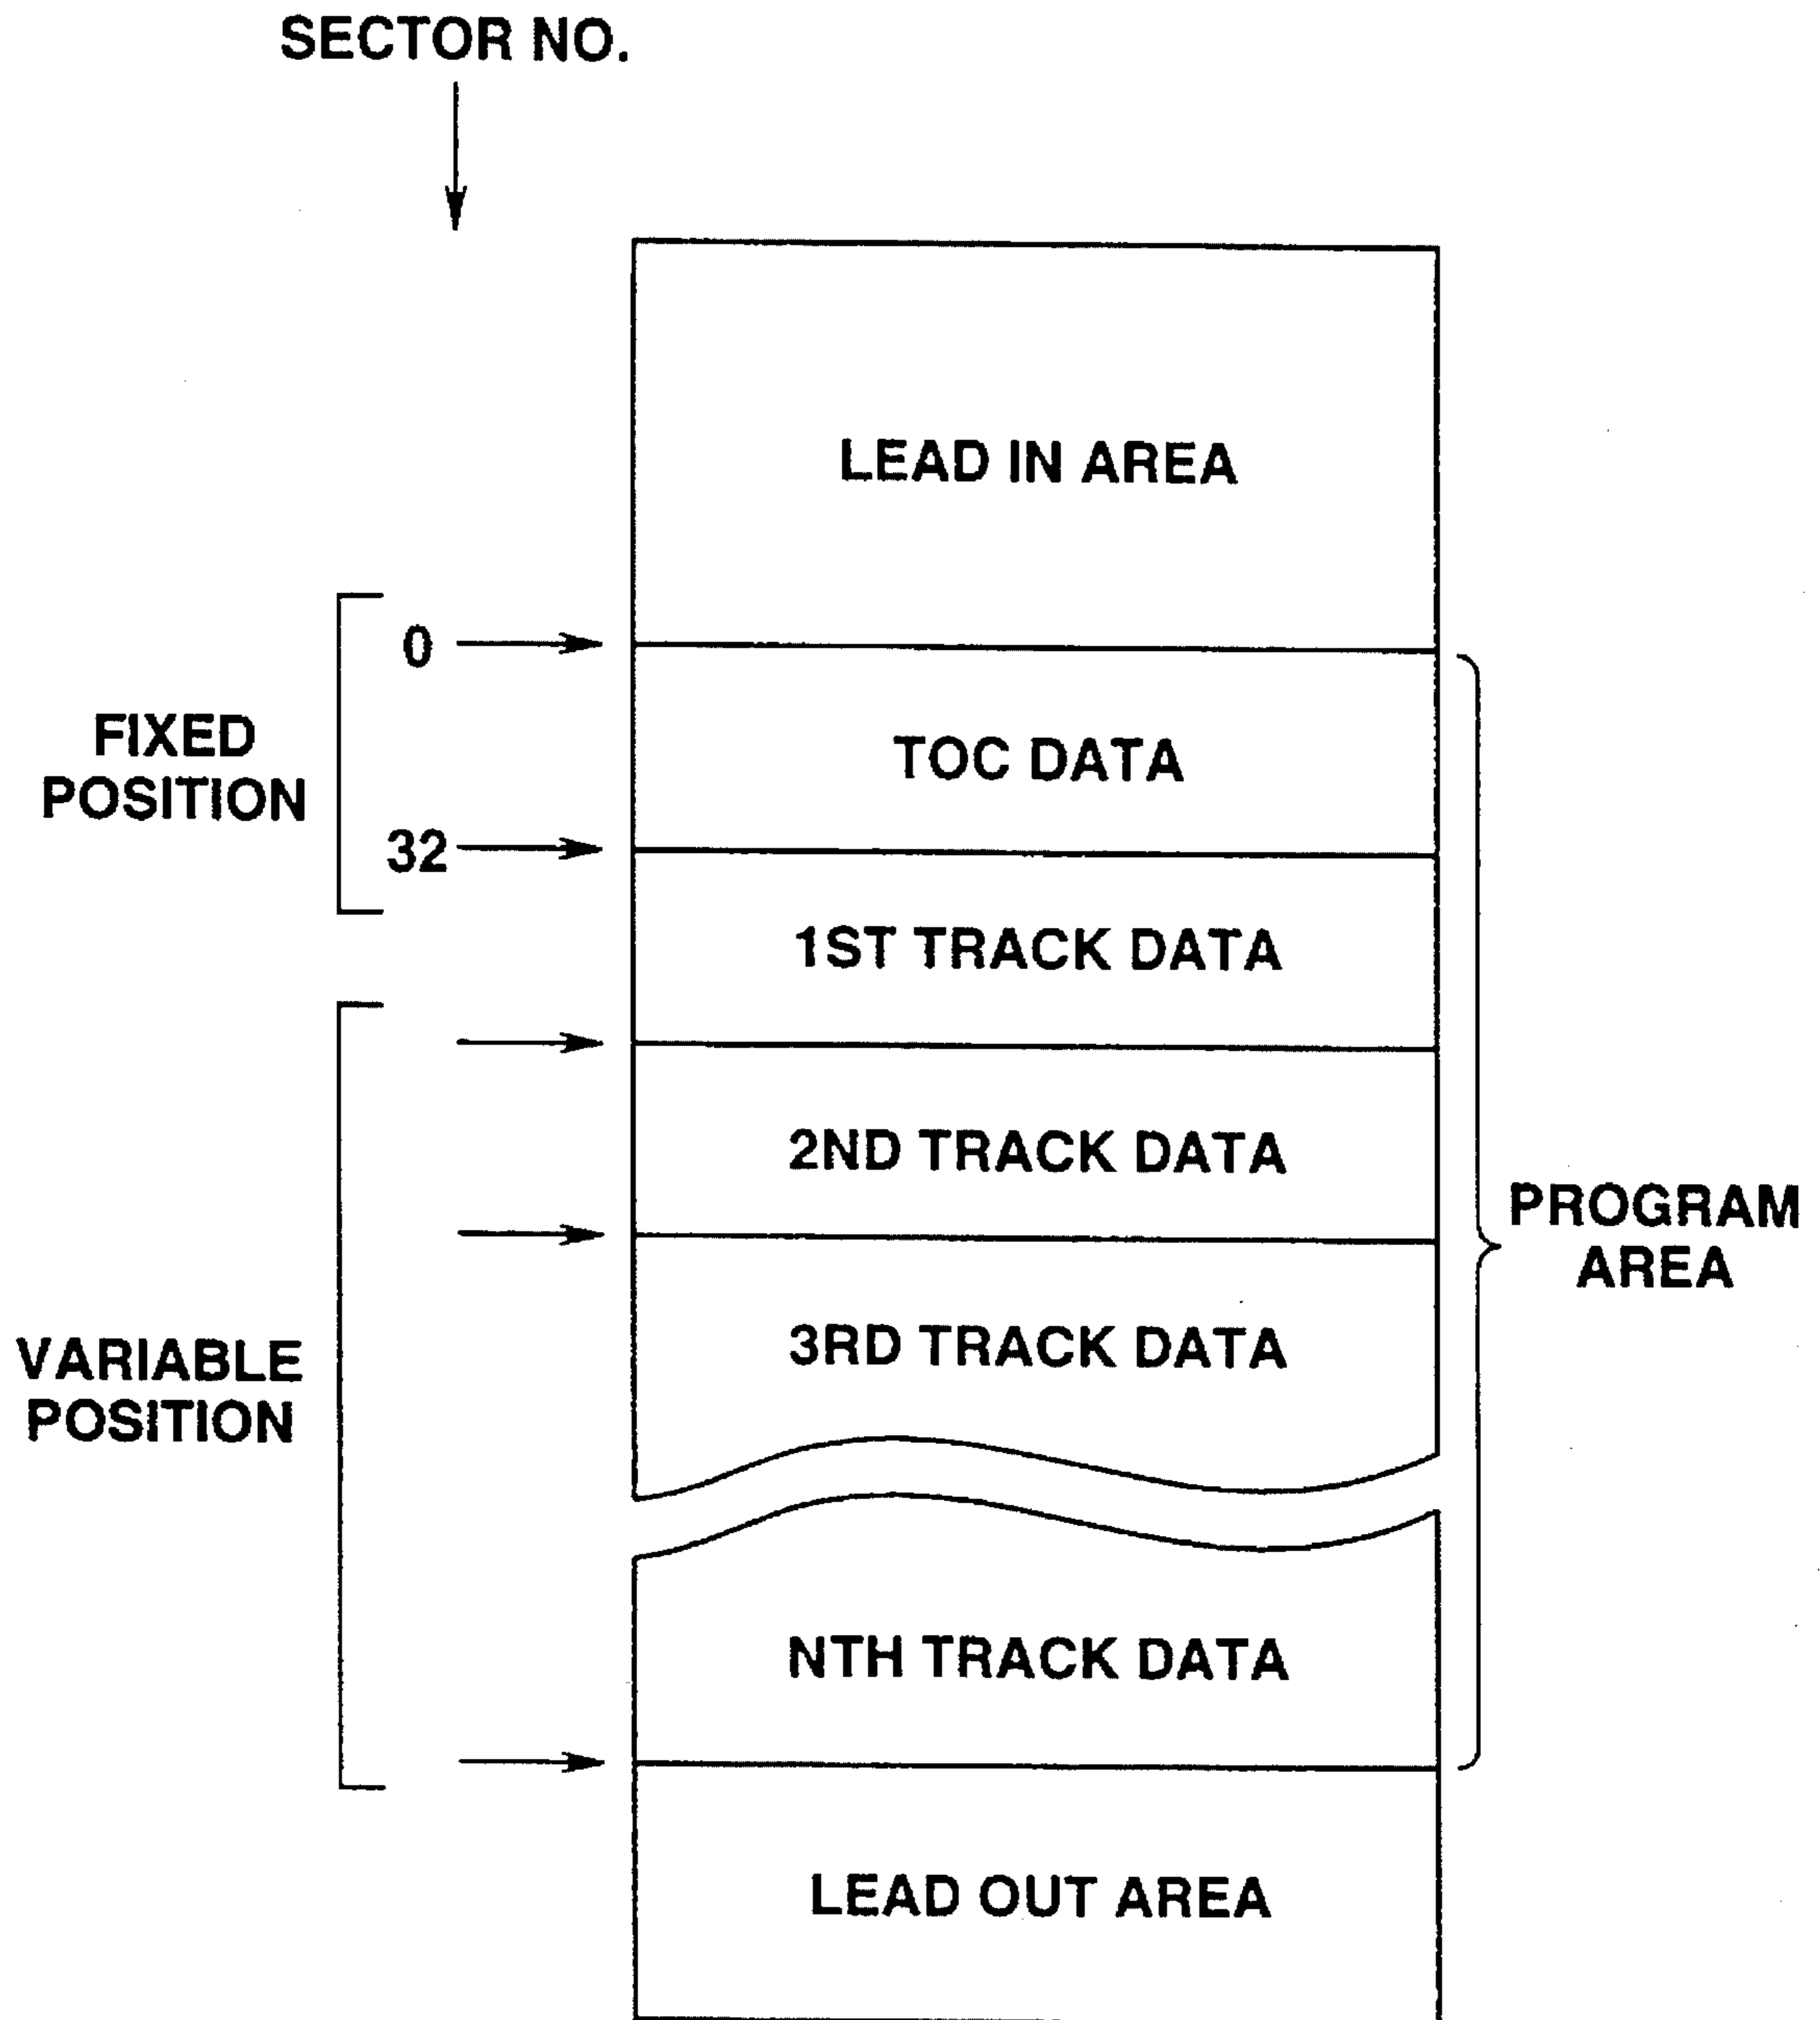 SECTOR NO.
LEAD IN AREA
0
FIXED
POSITION
TOC DATA
32
1ST TRACK DATA
2ND TRACK DATA
PROGRAM
AREA
3RD TRACK DATA
VARIABLE
POSITION
NTH TRACK DATA
LEAD OUT AREA